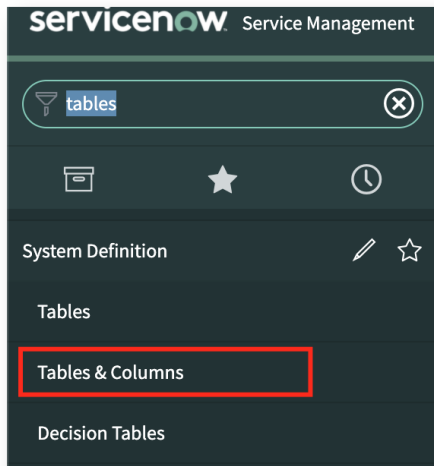 servicenow. Service Management
tables
System Definition
Tables
Tables & Columns
Decision Tables